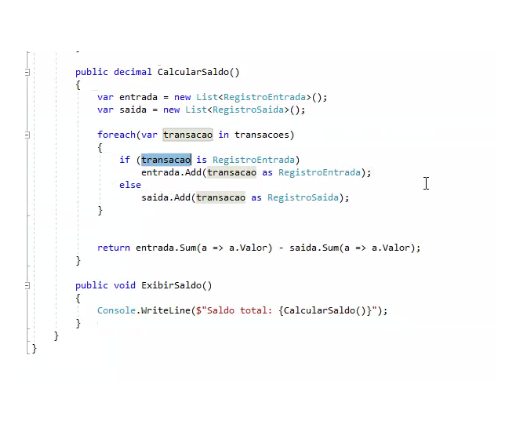 public decimal CalcularSaldo()
{
var entrada = new List<RegistroEntrada>();
var saida = new List<RegistroSaida>();
foreach(var transacao in transacoes)
{
if (transacao is RegistroEntrada)
entrada.Add(transacao as RegistroEntrada);
else
saida.Add(transacao as RegistroSaida);
}
return entrada.Sum(a => a.Valor) - saida.Sum(a => a.Valor);
}
public void ExibirSaldo()
{
Console.WriteLine($"Saldo total: {CalcularSaldo()}");
}
}
}